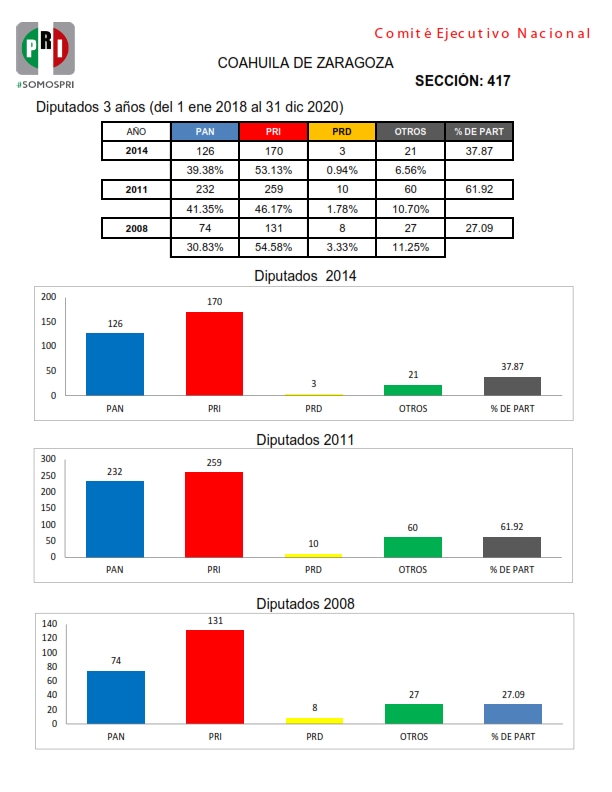 Comité Ejecutivo Nacional
PRI
#SOMOSPRI
COAHUILA DE ZARAGOZA
SECCIÓN: 417
Diputados 3 años (del 1 ene 2018 al 31 dic 2020)
AÑO PAN PRI PRD OTROS % DE PART
2014 126 170 3 21 37.87
39.38% 53.13% 0.94% 6.56%
2011 232 259 10 60 61.92
41.35% 46.17% 1.78% 10.70%
2008 74 131 8 27 27.09
30.83% 54.58% 3.33% 11.25%
Diputados 2014
200
150
100
50
0
126 170 3 21 37.87
PAN PRI PRD OTROS % DE PART
Diputados 2011
300
250
200
150
100
50
0
232 259 10 60 61.92
PAN PRI PRD OTROS % DE PART
Diputados 2008
140
120
100
80
60
40
20
0
74 131 8 27 27.09
PAN PRI PRD OTROS % DE PART